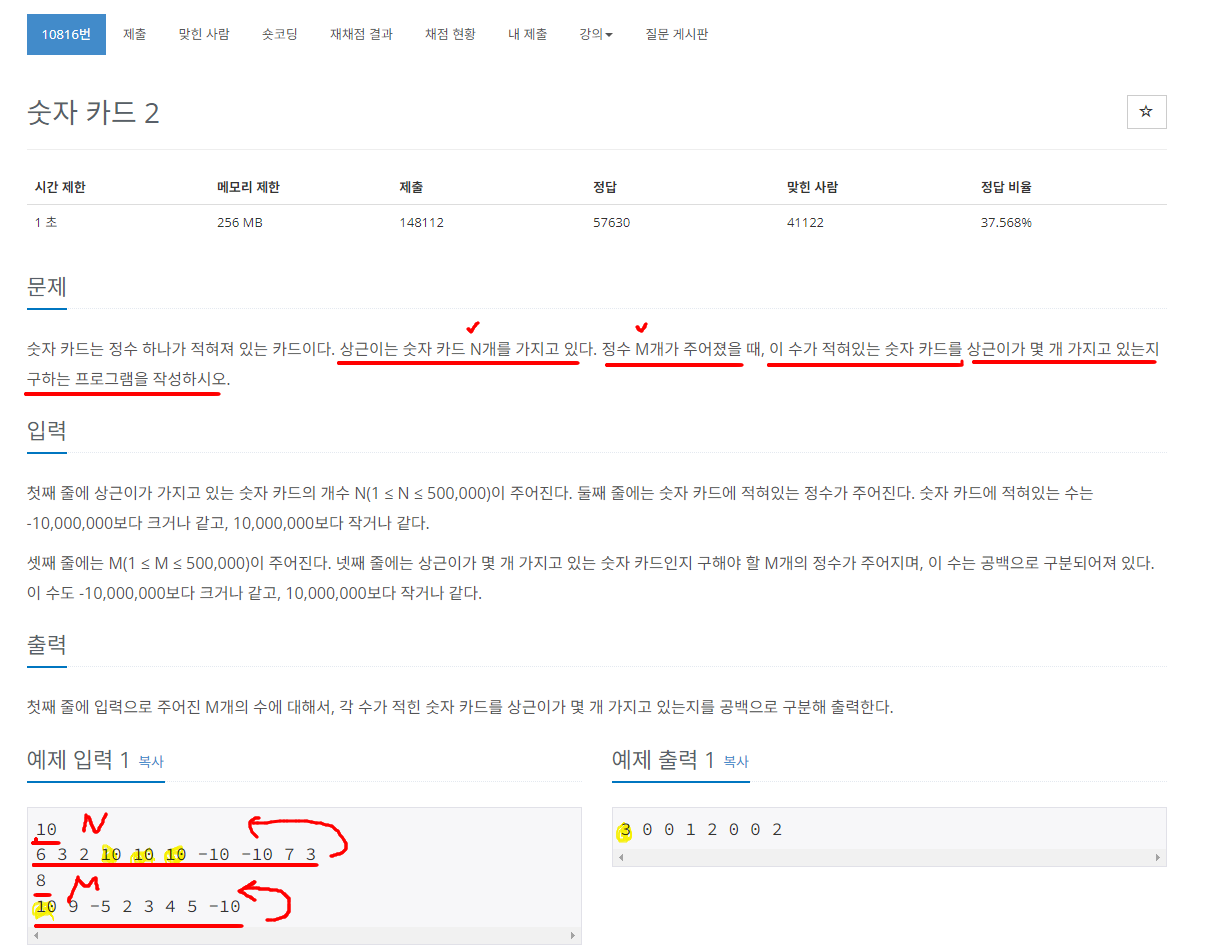 10816번 제출 맞힌 사람 숏코딩 재채점 결과 채점 현황 내 제출 강의 질문 게시판
숫자 카드 2
시간 제한 메모리 제한 제출 정답 맞힌 사람 정답 비율
1 초 256 MB 148112 57630 41122 37.568%
문제
숫자 카드는 정수 하나가 적혀져 있는 카드이다. 상근이는 숫자 카드 N개를 가지고 있다. 정수 M개가 주어졌을 때, 이 수가 적혀있는 숫자 카드를 상근이가 몇 개 가지고 있는지
구하는 프로그램을 작성하시오.
입력
첫째 줄에 상근이가 가지고 있는 숫자 카드의 개수 N(1 ≤ N ≤ 500,000)이 주어진다. 둘째 줄에는 숫자 카드에 적혀있는 정수가 주어진다. 숫자 카드에 적혀있는 수는
-10,000,000보다 크거나 같고, 10,000,000보다 작거나 같다.
셋째 줄에는 M(1 ≤ M ≤ 500,000)이 주어진다. 넷째 줄에는 상근이가 몇 개 가지고 있는 숫자 카드인지 구해야 할 M개의 정수가 주어지며, 이 수는 공백으로 구분되어져 있다.
이 수도 -10,000,000보다 크거나 같고, 10,000,000보다 작거나 같다.
출력
첫째 줄에 입력으로 주어진 M개의 수에 대해서, 각 수가 적힌 숫자 카드를 상근이가 몇 개 가지고 있는지를 공백으로 구분해 출력한다.
예제 입력 1 복사
10 N
6 3 2 10 10 10 -10 -10 7 3
8 M
10 9 -5 2 3 4 5 -10
예제 출력 1 복사
3 0 0 1 2 0 0 2